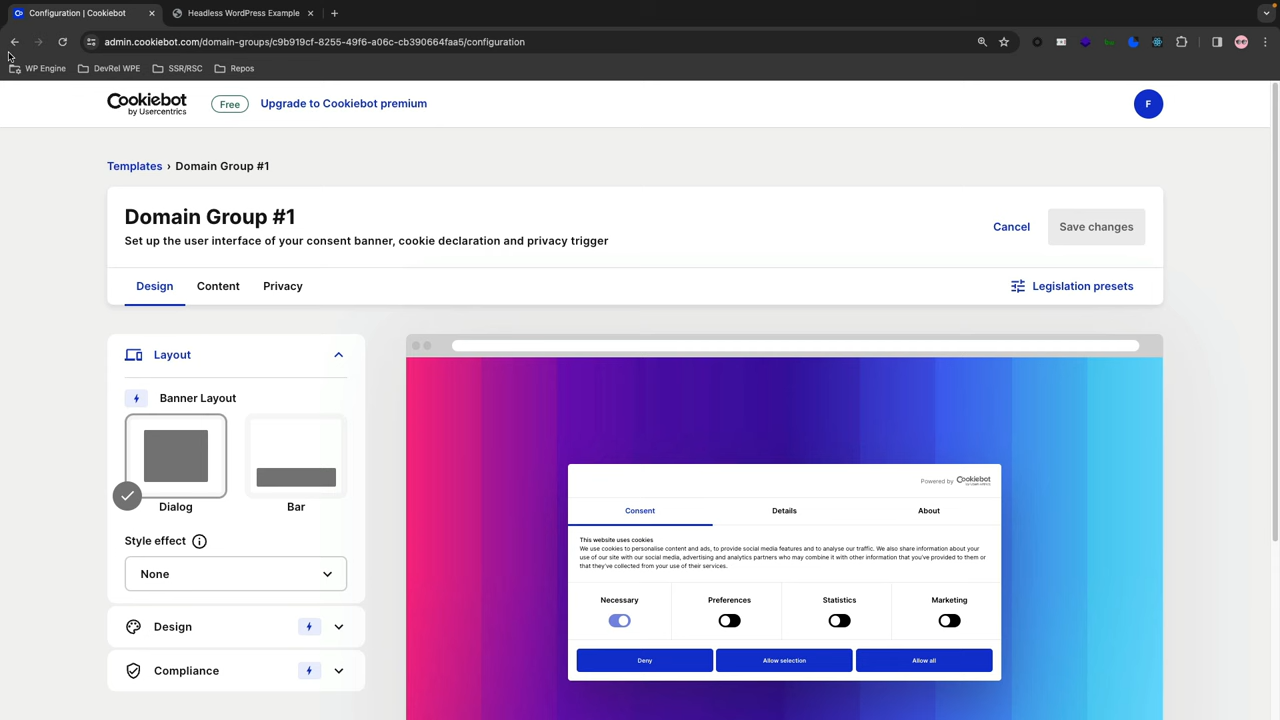 Configuration | Cookiebot
Headless WordPress Example
admin.cookiebot.com/domain-groups/c9b919cf-8255-49f6-a06c-cb390664faa5/configuration
WP Engine
DevRel WPE
SSR/RSC
Repos
Cookiebot
by Usercentrics
Free
Upgrade to Cookiebot premium
F
Templates › Domain Group #1
Domain Group #1
Set up the user interface of your consent banner, cookie declaration and privacy trigger
Cancel
Save changes
Design
Content
Privacy
Legislation presets
Layout
Banner Layout
Dialog
Bar
Style effect
None
Design
Compliance
Powered by Cookiebot
by Usercentrics
Consent
Details
About
This website uses cookies
We use cookies to personalise content and ads, to provide social media features and to analyse our traffic. We also share information about your
use of our site with our social media, advertising and analytics partners who may combine it with other information that you've provided to them or
that they've collected from your use of their services.
Necessary
Preferences
Statistics
Marketing
Deny
Allow selection
Allow all